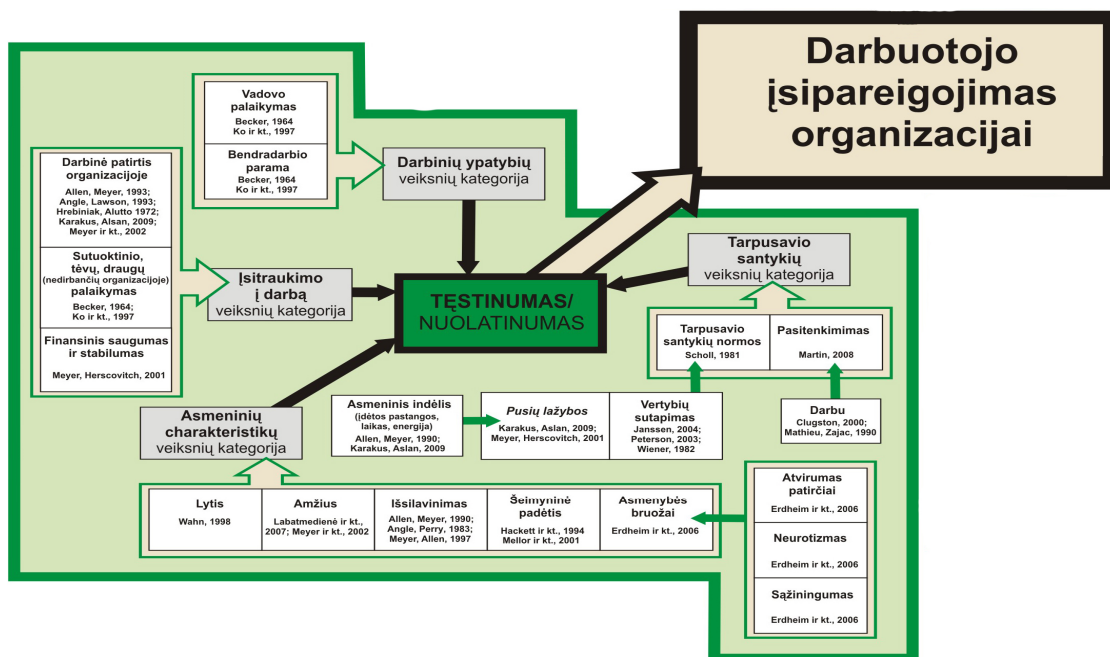 Darbuotojo
įsipareigojimas
organizacijai
Vadovo
palaikymas
Becker, 1964
Ko ir kt., 1997
Bendradarbio
parama
Becker, 1964
Ko ir kt., 1997
Darbinių ypatybių
veiksnių kategorija
Darbinė patirtis
organizacijoje
Allen, Meyer, 1993;
Angle, Lawson, 1993;
Hrebiniak, Alutto 1972;
Karakus, Alsan, 2009;
Meyer ir kt., 2002
Sutuoktinio,
tėvų, draugų
(nedirbančių organizacijoje)
palaikymas
Becker, 1964;
Ko ir kt., 1997
Finansinis saugumas
ir stabilumas
Meyer, Herscovitch, 2001
Įsitraukimo
į darbą
veiksnių kategorija
TĘSTINUMAS/
NUOLATINUMAS
Tarpusavio
santykių
veiksnių kategorija
Tarpusavio
santykių normos
Scholl, 1981
Pasitenkimimas
Martin, 2008
Asmeninių
charakteristikų
veiksnių kategorija
Asmeninis indėlis
(įdėtos pastangos,
laikas, energija)
Allen, Meyer, 1990;
Karakus, Aslan, 2009
Pusių lažybos
Karakus, Aslan, 2009;
Meyer, Herscovitch, 2001
Vertybių
sutapimas
Janssen, 2004;
Peterson, 2003;
Wiener, 1982
Darbu
Clugston, 2000;
Mathieu, Zajac, 1990
Lytis
Wahn, 1998
Amžius
Labatmedienė ir kt.,
2007; Meyer ir kt., 2002
Išsilavinimas
Allen, Meyer, 1990;
Angle, Perry, 1983;
Meyer, Allen, 1997
Šeimyninė
padėtis
Hackett ir kt., 1994
Mellor ir kt., 2001
Asmenybės
bruožai
Erdheim ir kt., 2006
Atvirumas
patirčiai
Erdheim ir kt., 2006
Neurotizmas
Erdheim ir kt., 2006
Sąžiningumas
Erdheim ir kt., 2006